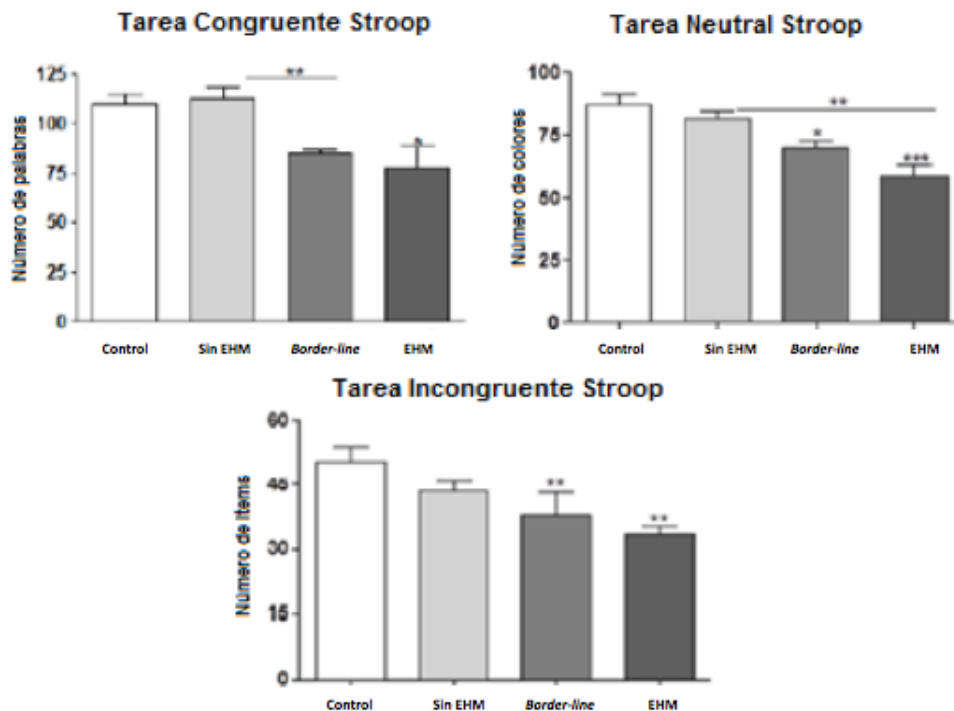 Tarea Congruente Stroop
Número de palabras
125
100
75
50
25
0
**
*
Control Sin EHM Border-line EHM
Tarea Neutral Stroop
Número de colores
100
75
50
25
0
**
*
***
Control Sin EHM Border-line EHM
Tarea Incongruente Stroop
Número de items
60
45
30
15
0
**
**
Control Sin EHM Border-line EHM